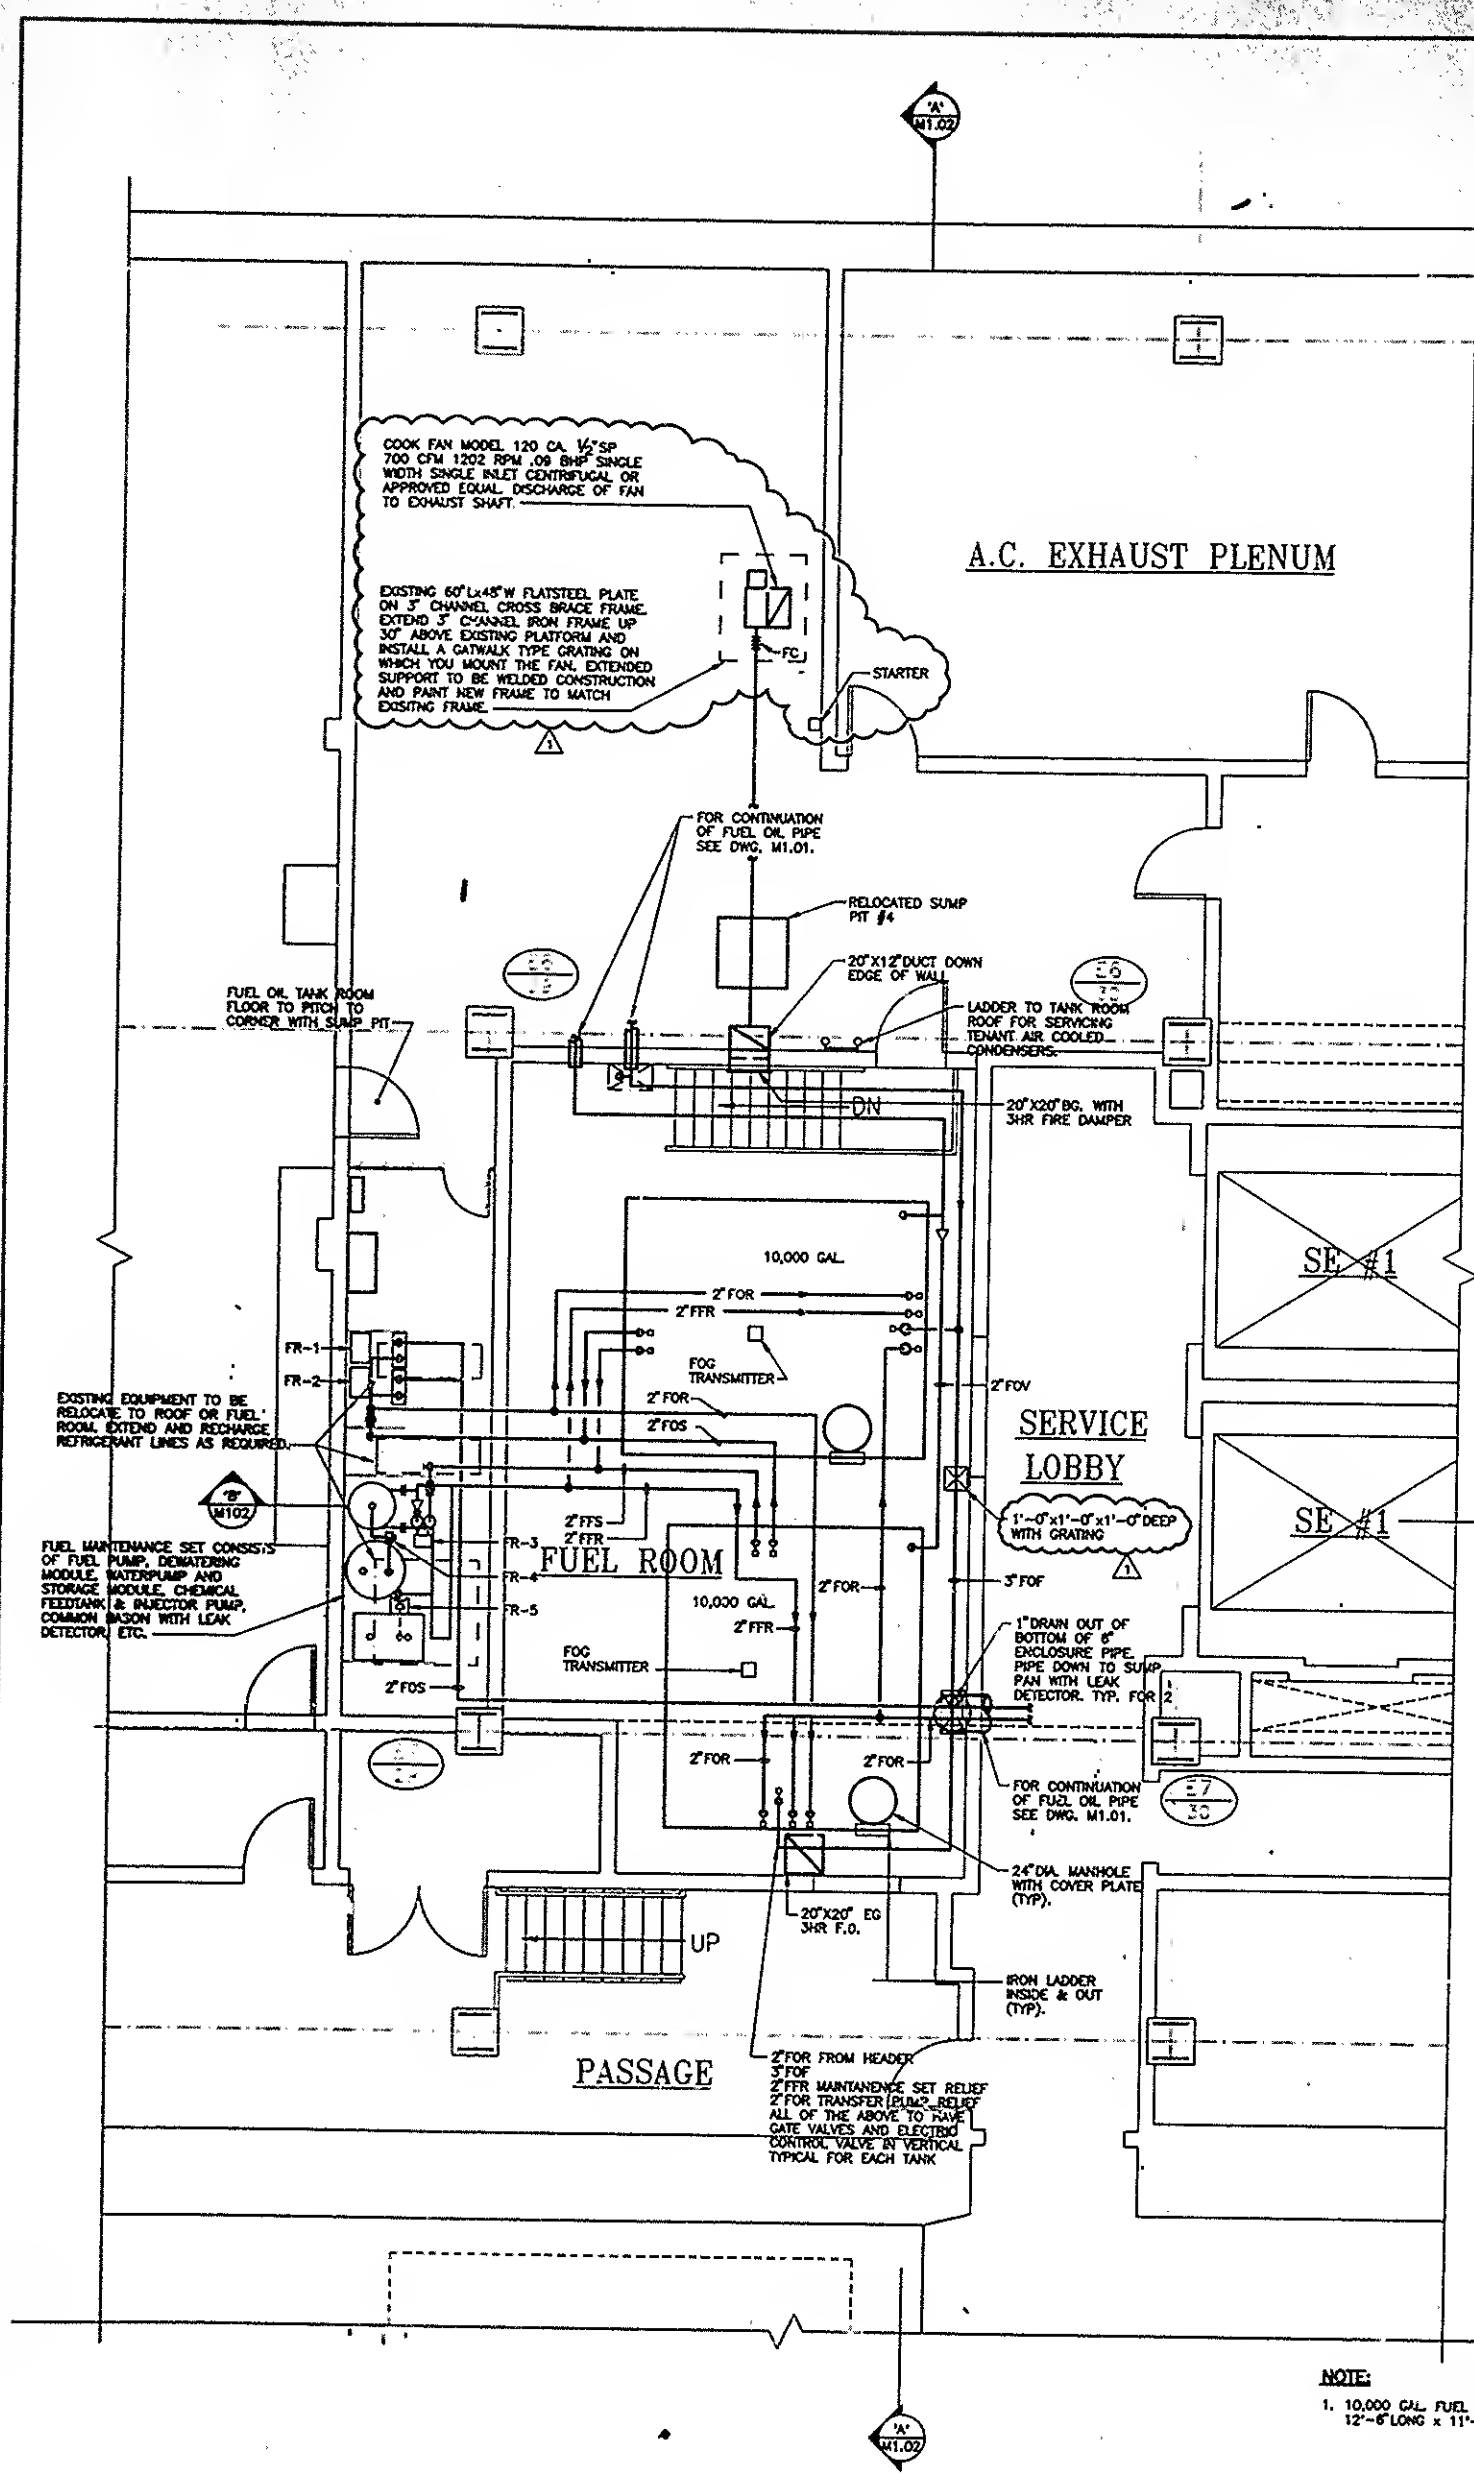 'A'
M1.02
COOK FAN MODEL 120 CA. 1/2" SP
700 CFM 1202 RPM .09 BHP SINGLE
WIDTH SINGLE INLET CENTRIFUGAL OR
APPROVED EQUAL. DISCHARGE OF FAN
TO EXHAUST SHAFT.
A.C. EXHAUST PLENUM
EXISTING 60"Lx48"W FLATSTEEL PLATE
ON 3" CHANNEL CROSS BRACE FRAME.
EXTEND 3" CHANNEL IRON FRAME UP
30" ABOVE EXISTING PLATFORM AND
INSTALL A CATWALK TYPE GRATING ON
WHICH YOU MOUNT THE FAN. EXTENDED
SUPPORT TO BE WELDED CONSTRUCTION
AND PAINT NEW FRAME TO MATCH
EXISITNG FRAME.
FC
STARTER
1
FOR CONTINUATION
OF FUEL OIL PIPE
SEE DWG. M1.01.
RELOCATED SUMP
PIT #4
20"X12"DUCT DOWN
EDGE OF WALL
FUEL OIL TANK ROOM
FLOOR TO PITCH TO
CORNER WITH SUMP PIT
LADDER TO TANK ROOM
ROOF FOR SERVICING
TENANT AIR COOLED
CONDENSERS.
DN
20"X20"BG. WITH
3HR FIRE DAMPER
10,000 GAL.
SE #1
2"FOR
2"FFR
FR-1
FR-2
FOG
TRANSMITTER
2"FOV
2"FOR
2"FOS
EXISTING EQUIPMENT TO BE
RELOCATE TO ROOF OR FUEL
ROOM. EXTEND AND RECHARGE
REFRIGERANT LINES AS REQUIRED.
SERVICE
LOBBY
"B"
M102
1'-0"x1'-0"x1'-0"DEEP
WITH GRATING
1
SE #1
2"FFS
2"FFR
FR-3
FUEL ROOM
FR-4
FR-5
FUEL MAINTENANCE SET CONSISTS
OF FUEL PUMP, DEWATERING
MODULE, WATERPUMP AND
STORAGE MODULE, CHEMICAL
FEEDTANK & INJECTOR PUMP,
COMMON BASON WITH LEAK
DETECTOR, ETC.
3"FOF
2"FOR
10,000 GAL.
2"FFR
FOG
TRANSMITTER
1"DRAIN OUT OF
BOTTOM OF 6"
ENCLOSURE PIPE.
PIPE DOWN TO SUMP
PAN WITH LEAK
DETECTOR. TYP. FOR 2
2"FOS
2"FOR
2"FOR
FOR CONTINUATION
OF FUEL OIL PIPE
SEE DWG. M1.01.
E7
30
24"DIA. MANHOLE
WITH COVER PLATE
(TYP).
20"X20" EG
3HR F.D.
UP
IRON LADDER
INSIDE & OUT
(TYP).
PASSAGE
2"FOR FROM HEADER
3"FOF
2"FFR MAINTANENCE SET RELIEF
2"FOR TRANSFER PUMP RELIEF
ALL OF THE ABOVE TO HAVE
GATE VALVES AND ELECTRIC
CONTROL VALVE IN VERTICAL
TYPICAL FOR EACH TANK
NOTE:
1. 10,000 GAL. FUEL
12'-6"LONG x 11'-
'A'
M1.02